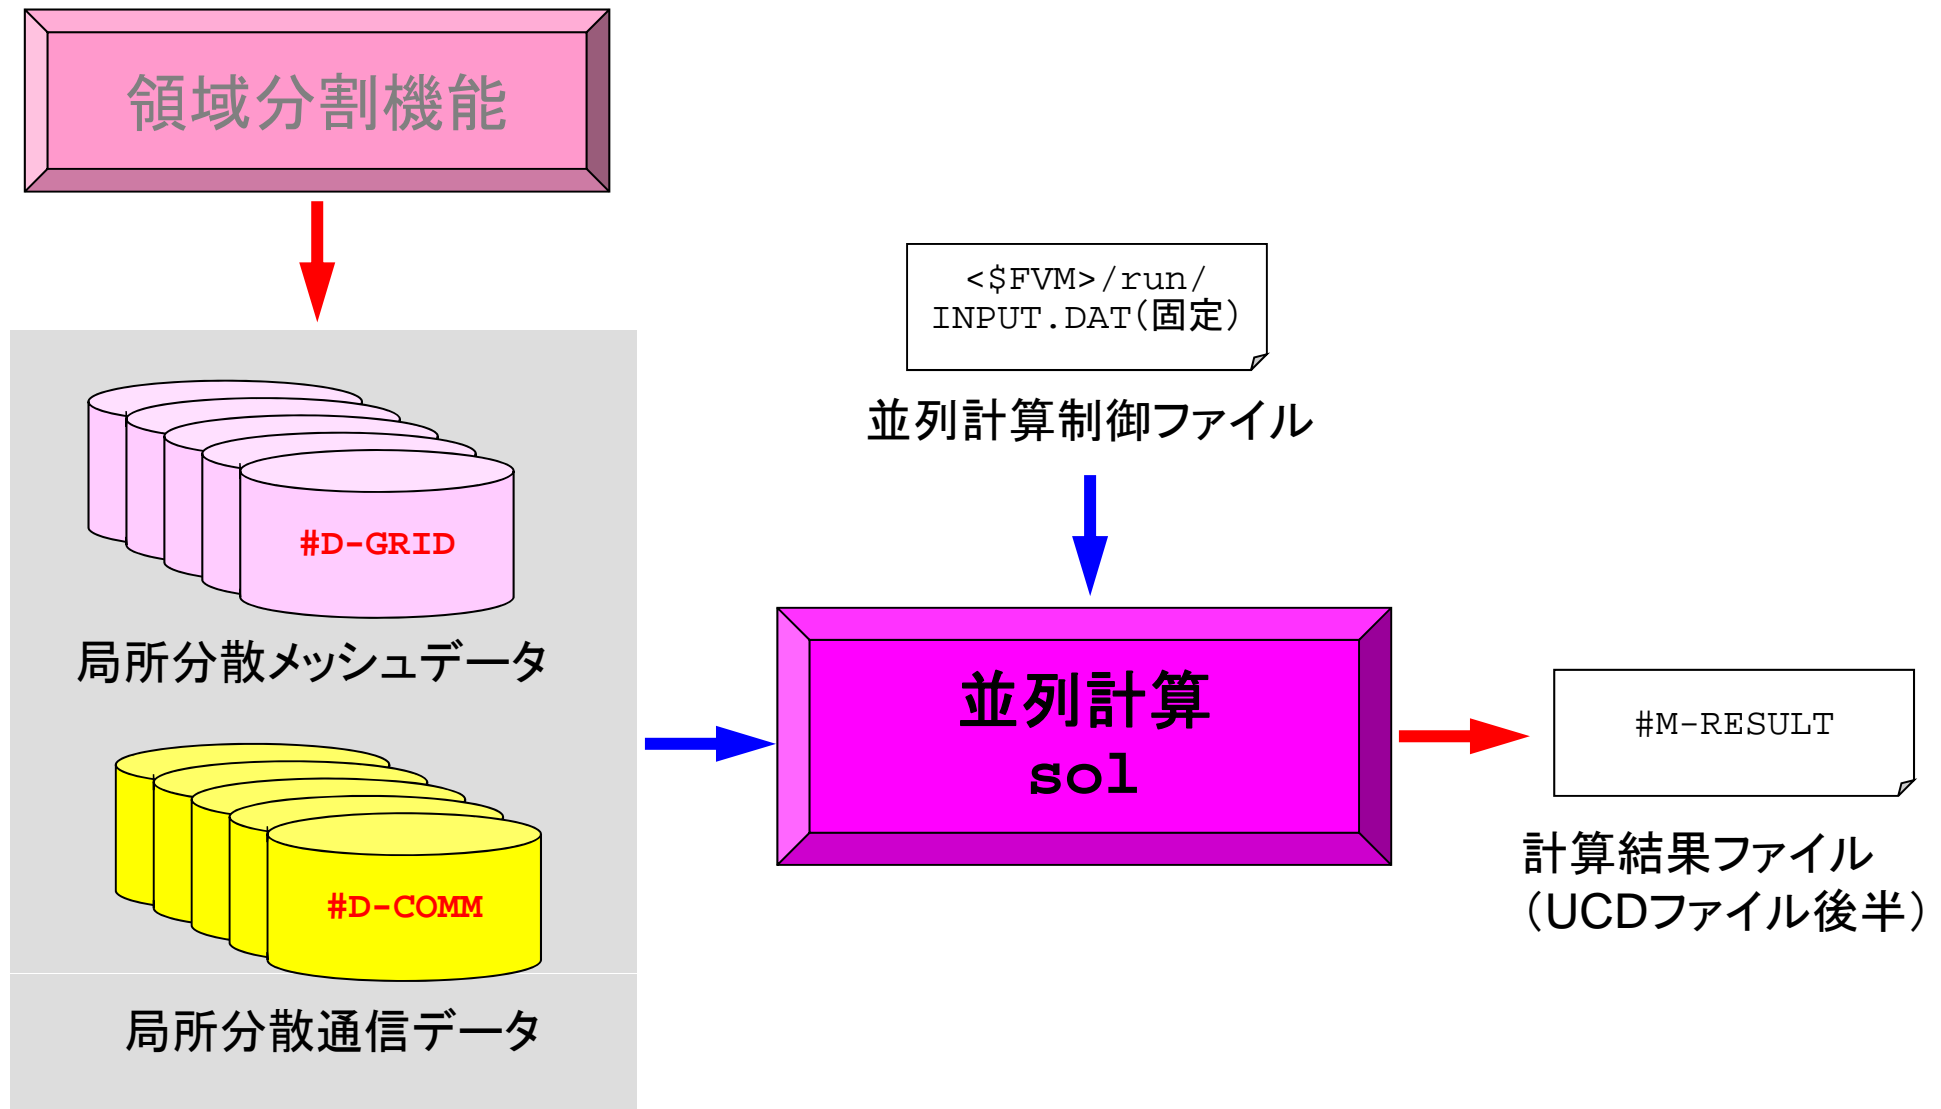 領域分割機能
<$FVM>/run/
INPUT.DAT(固定)
並列計算制御ファイル
#D-GRID
局所分散メッシュデータ
#D-COMM
局所分散通信データ
並列計算
sol
#M-RESULT
計算結果ファイル
(UCDファイル後半)